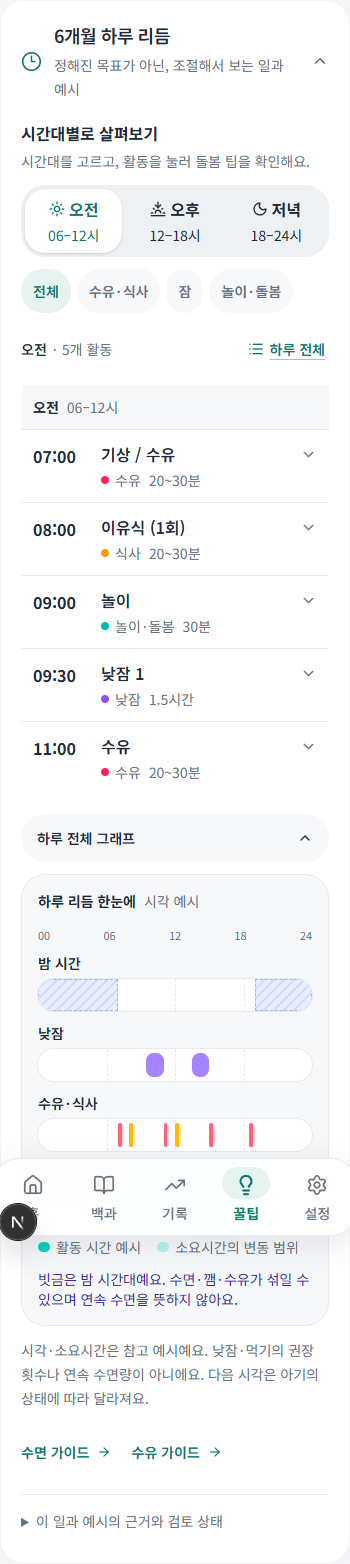 6개월 하루 리듬
정해진 목표가 아닌, 조절해서 보는 일과
예시
시간대별로 살펴보기
시간대를 고르고, 활동을 눌러 돌봄 팁을 확인해요.
오전 오후 저녁
06–12시 12–18시 18–24시
전체 수유·식사 잠 놀이·돌봄
오전 · 5개 활동 하루 전체
오전 06–12시
07:00 기상 / 수유
수유 20~30분
08:00 이유식 (1회)
식사 20~30분
09:00 놀이
놀이·돌봄 30분
09:30 낮잠 1
낮잠 1.5시간
11:00 수유
수유 20~30분
하루 전체 그래프
하루 리듬 한눈에 시각 예시
00 06 12 18 24
밤 시간
낮잠
수유·식사
백과 기록 꿀팁 설정
N
활동 시간 예시 소요시간의 변동 범위
빗금은 밤 시간대예요. 수면·깸·수유가 섞일 수
있으며 연속 수면을 뜻하지 않아요.
시각·소요시간은 참고 예시예요. 낮잠·먹기의 권장
횟수나 연속 수면량이 아니에요. 다음 시각은 아기의
상태에 따라 달라져요.
수면 가이드 → 수유 가이드 →
▶ 이 일과 예시의 근거와 검토 상태